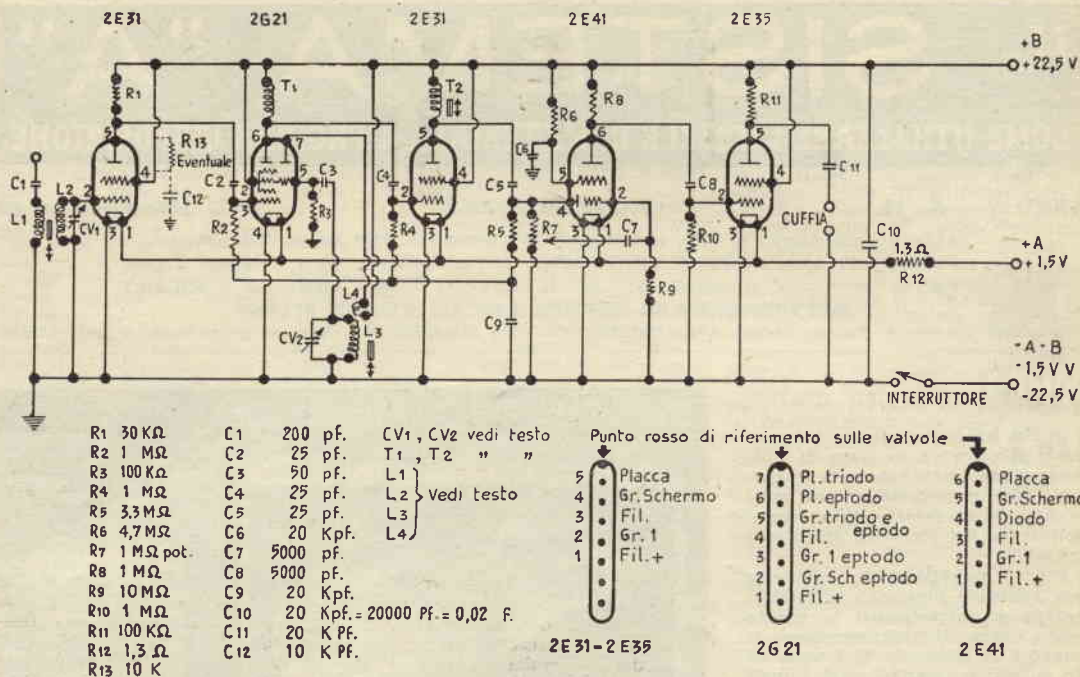 2E31 2G21 2E31 2E41 2E35
+B
+22,5 V
R1
T1
T2
R6
R8
R11
R13
Eventuale
C1
L2
L1
CV1
C2
C12
R2
C3
R3
C4
R4
C5
R5
R7
C6
C7
R9
C8
R10
C11
CUFFIA
C10
1,3 Ω
R12
+A
+1,5 V
L4
L3
CV2
C9
-A-B
-1,5 V v
-22,5 V
INTERRUTTORE
R1 30 KΩ C1 200 pf. CV1, CV2 vedi testo
R2 1 MΩ C2 25 pf. T1, T2 " "
R3 100 KΩ C3 50 pf. L1
R4 1 MΩ C4 25 pf. L2 Vedi testo
R5 3,3 MΩ C5 25 pf. L3
R6 4,7 MΩ C6 20 Kpf. L4
R7 1 MΩ pot. C7 5000 pf.
R8 1 MΩ C8 5000 pf.
R9 10 MΩ C9 20 Kpf.
R10 1 MΩ C10 20 Kpf. = 20000 Pf. = 0,02 F.
R11 100 KΩ C11 20 K Pf.
R12 1,3 Ω C12 10 K Pf.
R13 10 K
Punto rosso di riferimento sulle valvole
5 Placca
4 Gr. Schermo
3 Fil.
2 Gr. 1
1 Fil. +
2E31-2E35
7 Pl. triodo
6 Pl. eptodo
5 Gr. triodo e eptodo
4 Fil.
3 Gr. 1 eptodo
2 Gr. Sch eptodo
1 Fil +
2G21
6 Placca
5 Gr. Schermo
4 Diodo
3 Fil.
2 Gr. 1
1 Fil. +
2E41